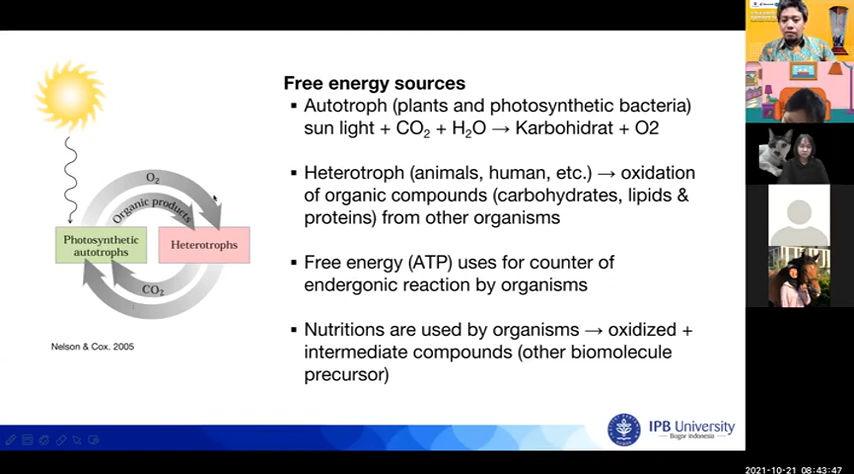 Free energy sources
▪ Autotroph (plants and photosynthetic bacteria)
sun light + CO₂ + H₂O → Karbohidrat + O2
▪ Heterotroph (animals, human, etc.) → oxidation
of organic compounds (carbohydrates, lipids &
proteins) from other organisms
▪ Free energy (ATP) uses for counter of
endergonic reaction by organisms
▪ Nutritions are used by organisms → oxidized +
intermediate compounds (other biomolecule
precursor)
O₂
Organic products
Photosynthetic
autotrophs
Heterotrophs
CO₂
Nelson & Cox. 2005
IPB University
Bogor Indonesia
2021-10-21 08:43:47